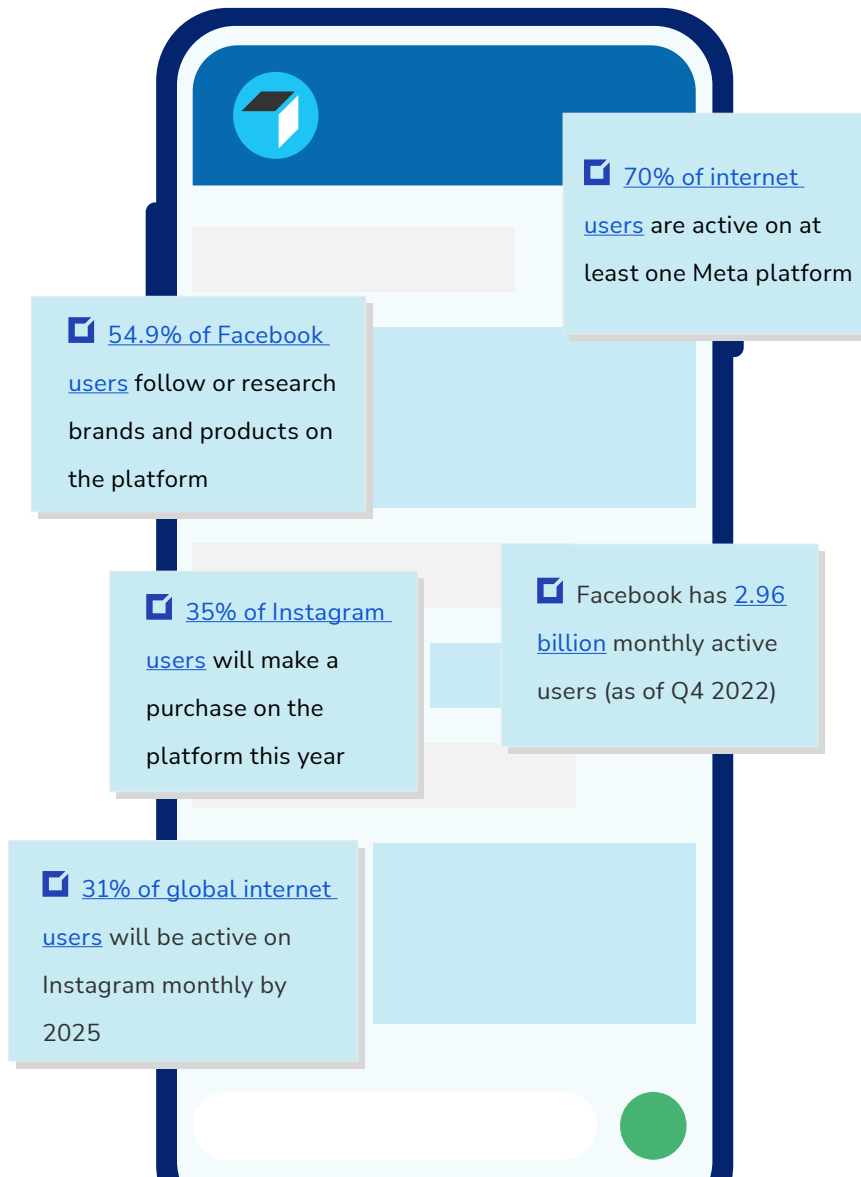 70% of internet
users are active on at
least one Meta platform
54.9% of Facebook
users follow or research
brands and products on
the platform
35% of Instagram
users will make a
purchase on the
platform this year
Facebook has 2.96
billion monthly active
users (as of Q4 2022)
31% of global internet
users will be active on
Instagram monthly by
2025